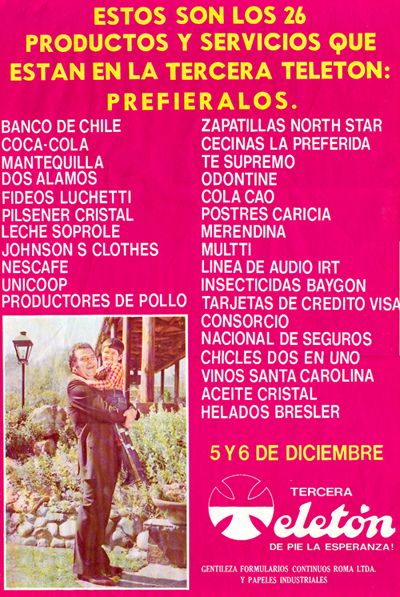 ESTOS SON LOS 26
PRODUCTOS Y SERVICIOS QUE
ESTAN EN LA TERCERA TELETON:
PREFIERALOS.
BANCO DE CHILE
COCA-COLA
MANTEQUILLA
DOS ALAMOS
FIDEOS LUCHETTI
PILSENER CRISTAL
LECHE SOPROLE
JOHNSON S CLOTHES
NESCAFE
UNICOOP
PRODUCTORES DE POLLO
ZAPATILLAS NORTH STAR
CECINAS LA PREFERIDA
TE SUPREMO
ODONTINE
COLA CAO
POSTRES CARICIA
MERENDINA
MULTTI
LINEA DE AUDIO IRT
INSECTICIDAS BAYGON
TARJETAS DE CREDITO VISA
CONSORCIO
NACIONAL DE SEGUROS
CHICLES DOS EN UNO
VINOS SANTA CAROLINA
ACEITE CRISTAL
HELADOS BRESLER
5 Y 6 DE DICIEMBRE
TERCERA
Teletón
DE PIE LA ESPERANZA!
GENTILEZA FORMULARIOS CONTINUOS ROMA LTDA.
Y PAPELES INDUSTRIALES